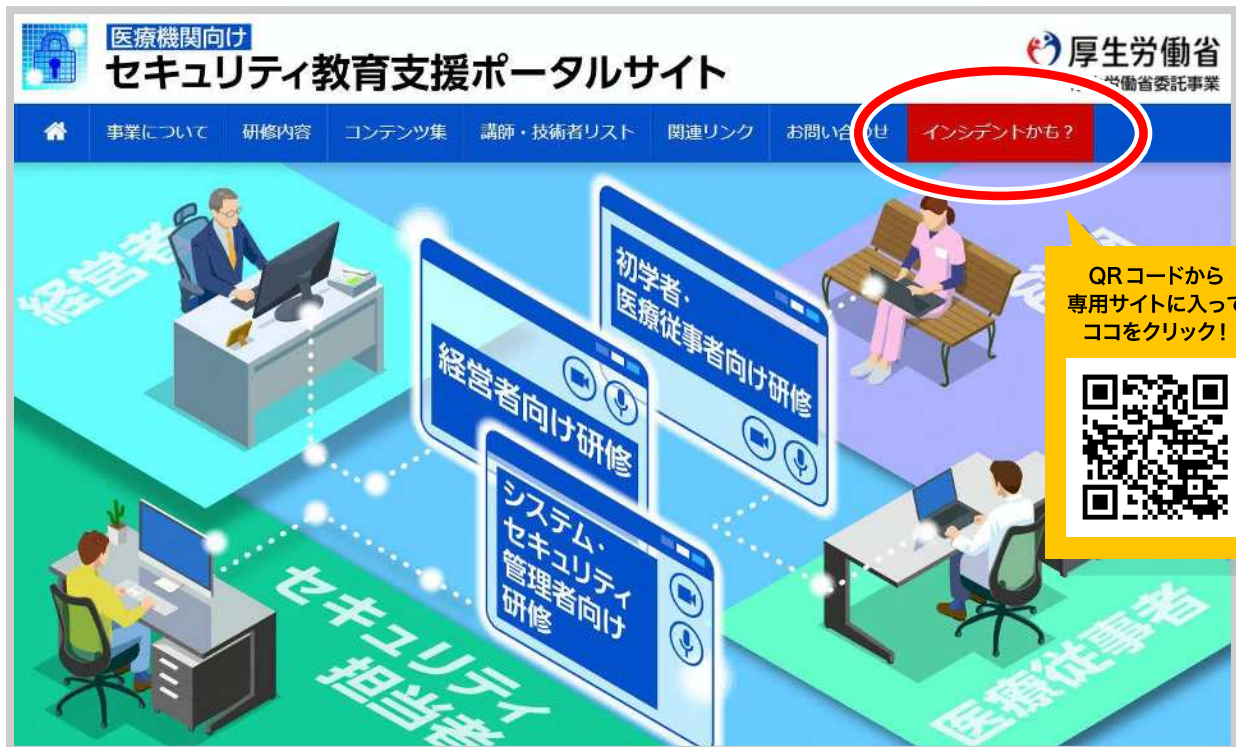 医療機関向け
セキュリティ教育支援ポータルサイト
厚生労働省
労働省委託事業
事業について
研修内容
コンテンツ集
講師・技術者リスト
関連リンク
お問い合わせ
インシデントかも？
経営者
初学者・
医療従事者向け研修
経営者向け研修
システム・
セキュリティ
管理者向け
研修
セキュリティ
担当者
医療従事者
QRコードから
専用サイトに入って
ココをクリック！